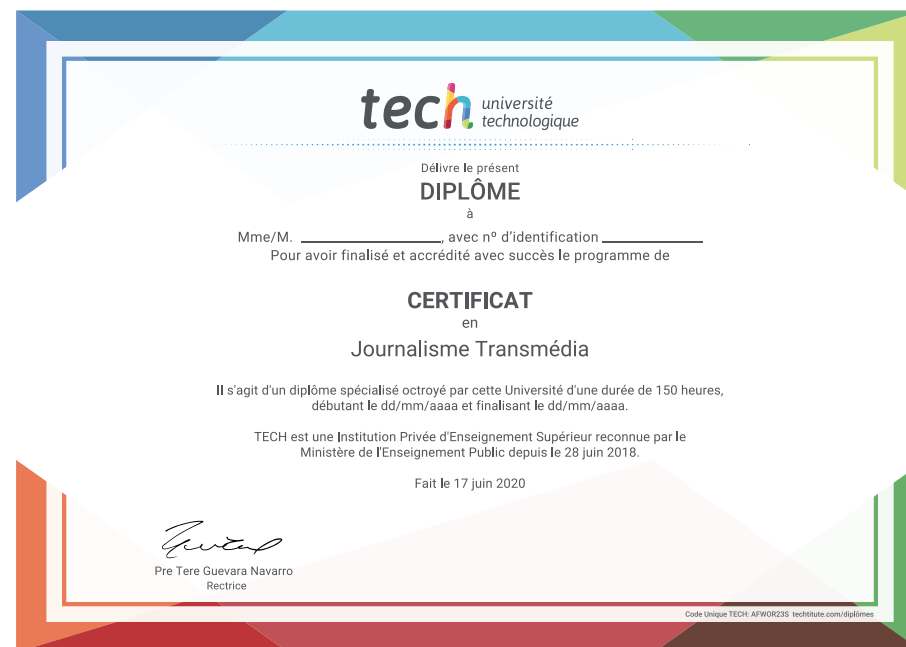 tech université
technologique
Délivre le présent
DIPLÔME
à
Mme/M. ____________________, avec nº d'identification ______________
Pour avoir finalisé et accrédité avec succès le programme de
CERTIFICAT
en
Journalisme Transmédia
Il s'agit d'un diplôme spécialisé octroyé par cette Université d'une durée de 150 heures,
débutant le dd/mm/aaaa et finalisant le dd/mm/aaaa.
TECH est une Institution Privée d'Enseignement Supérieur reconnue par le
Ministère de l'Enseignement Public depuis le 28 juin 2018.
Fait le 17 juin 2020
Pre Tere Guevara Navarro
Rectrice
Code Unique TECH: AFWOR23S techtitute.com/diplômes